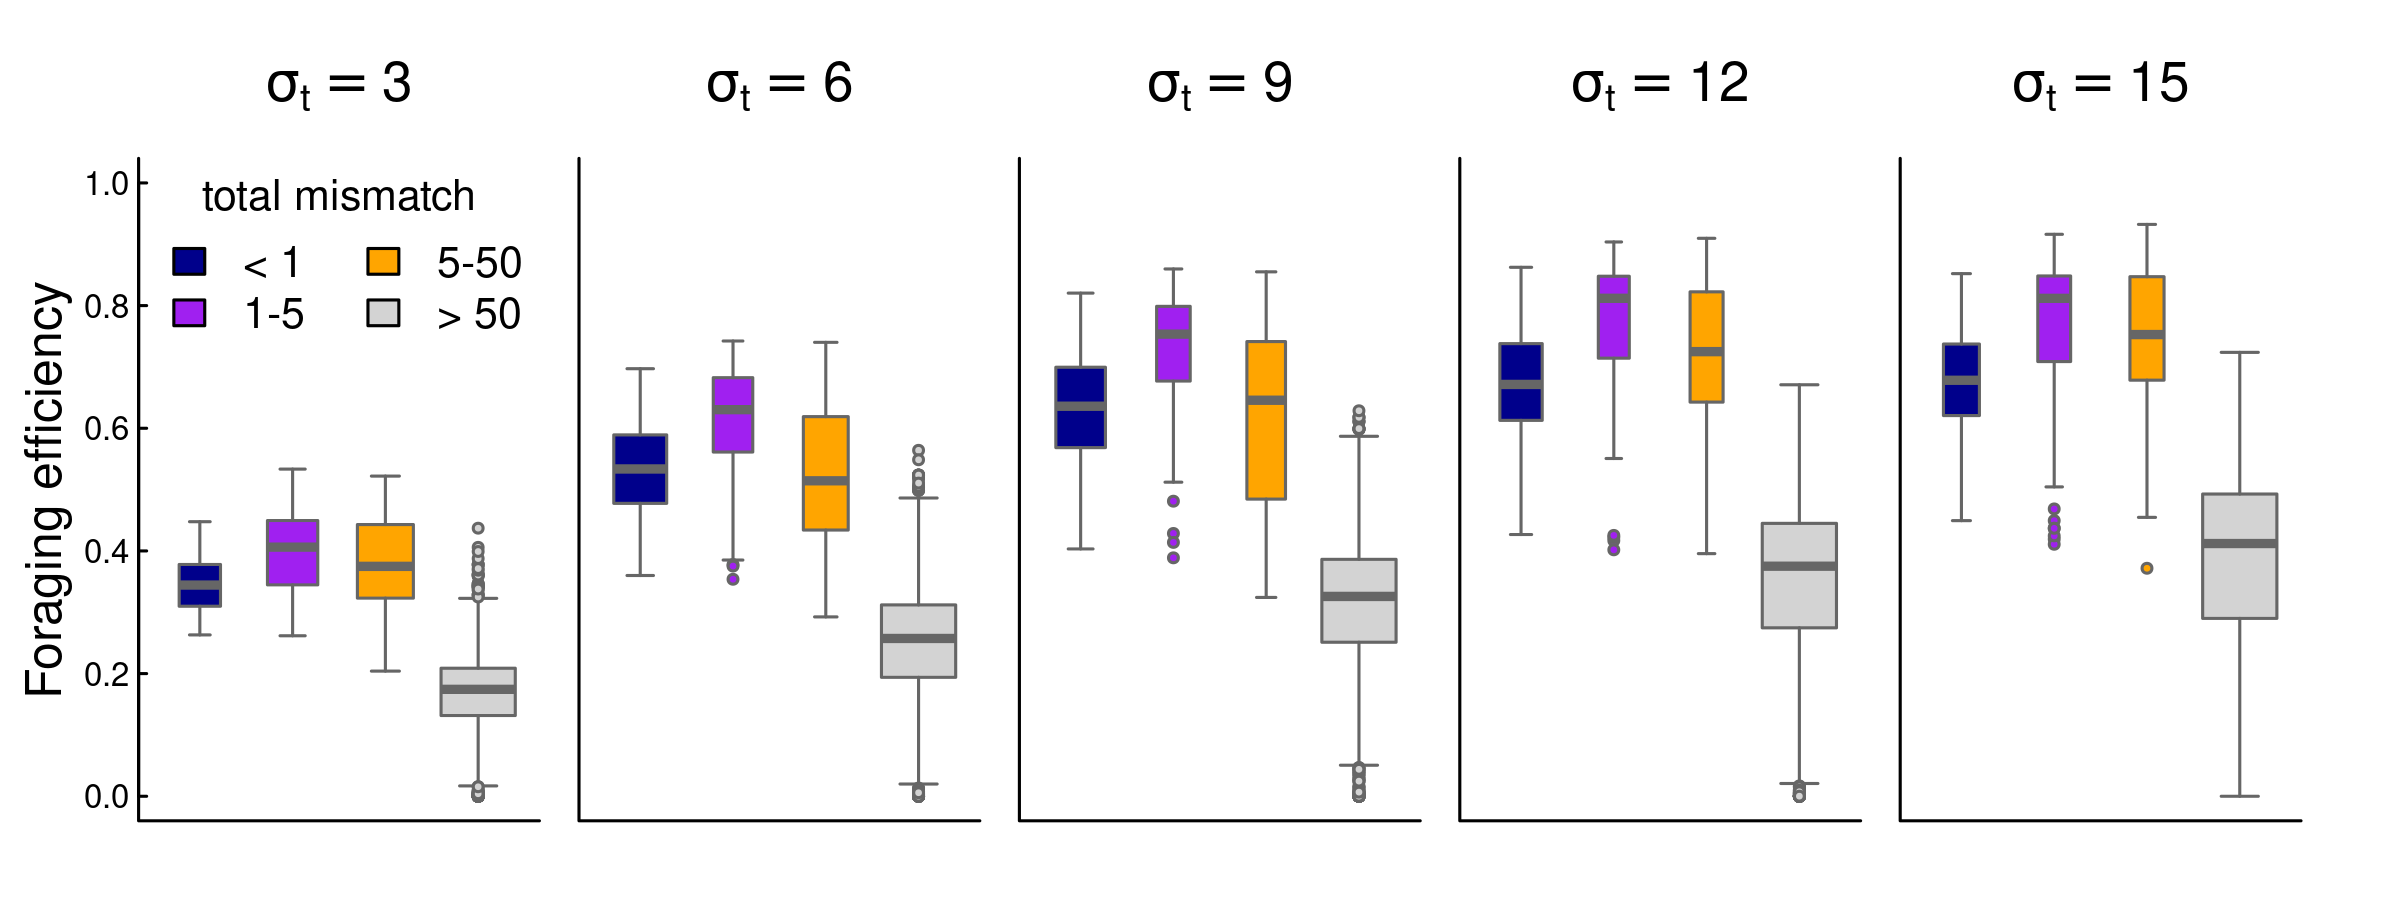 σt = 3
σt = 6
σt = 9
σt = 12
σt = 15
Foraging efficiency
1.0
0.8
0.6
0.4
0.2
0.0
total mismatch
< 1
5-50
1-5
> 50